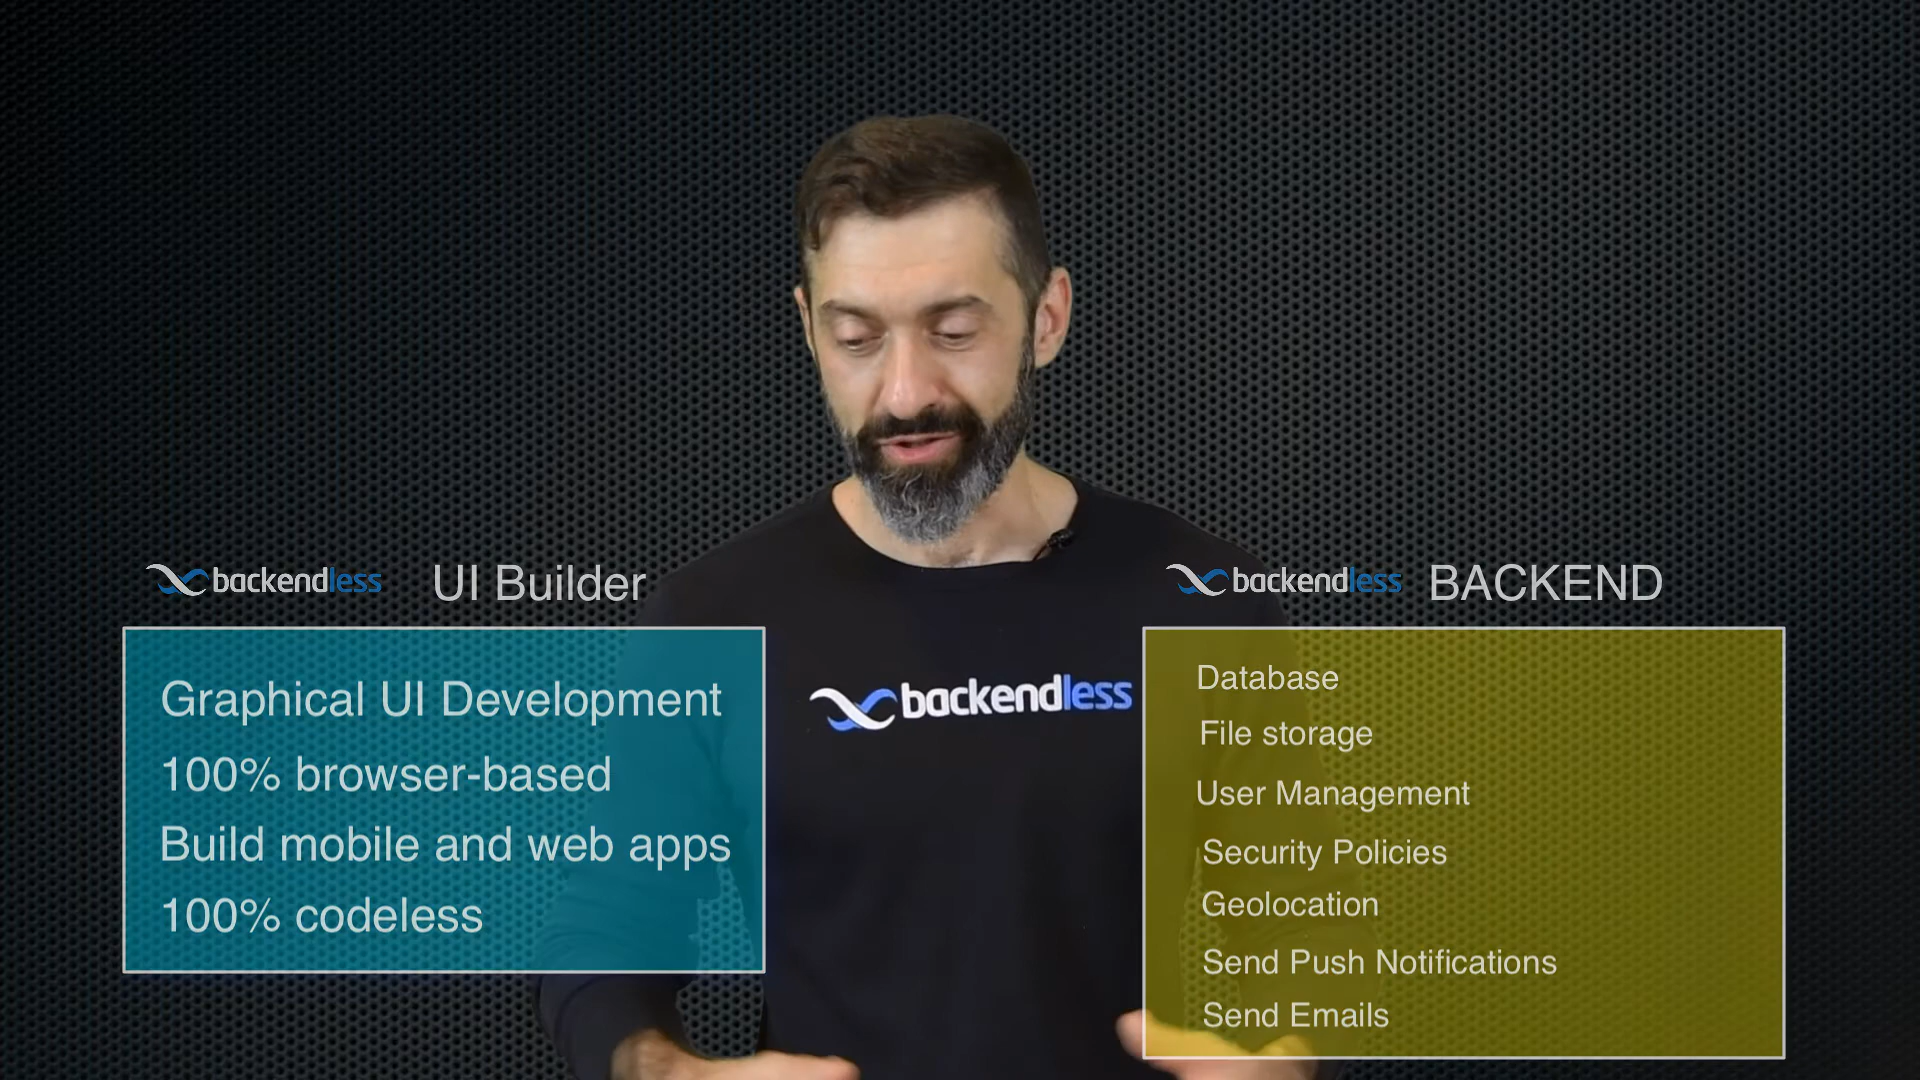 backendless UI Builder
Graphical UI Development
100% browser-based
Build mobile and web apps
100% codeless
backendless
backendless BACKEND
Database
File storage
User Management
Security Policies
Geolocation
Send Push Notifications
Send Emails